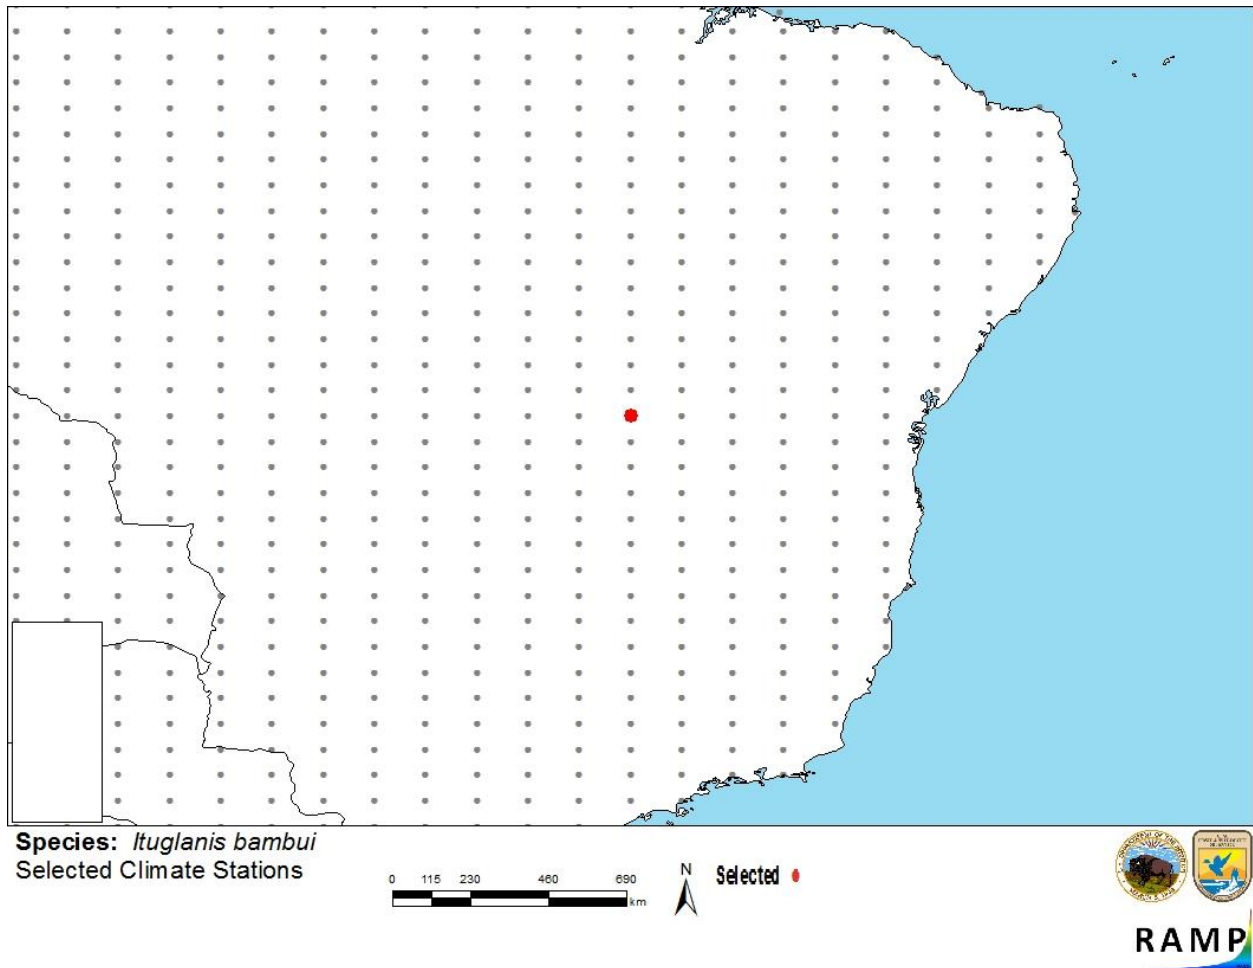 Species: Ituglanis bambui
Selected Climate Stations
0 115 230 460 690
km
N
Selected
RAMP